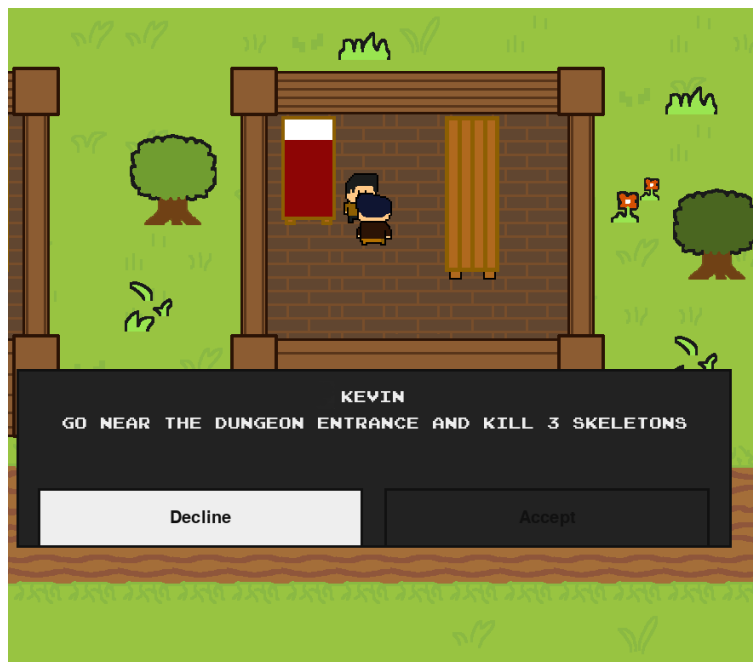 KEVIN
GO NEAR THE DUNGEON ENTRANCE AND KILL 3 SKELETONS
Decline Accept